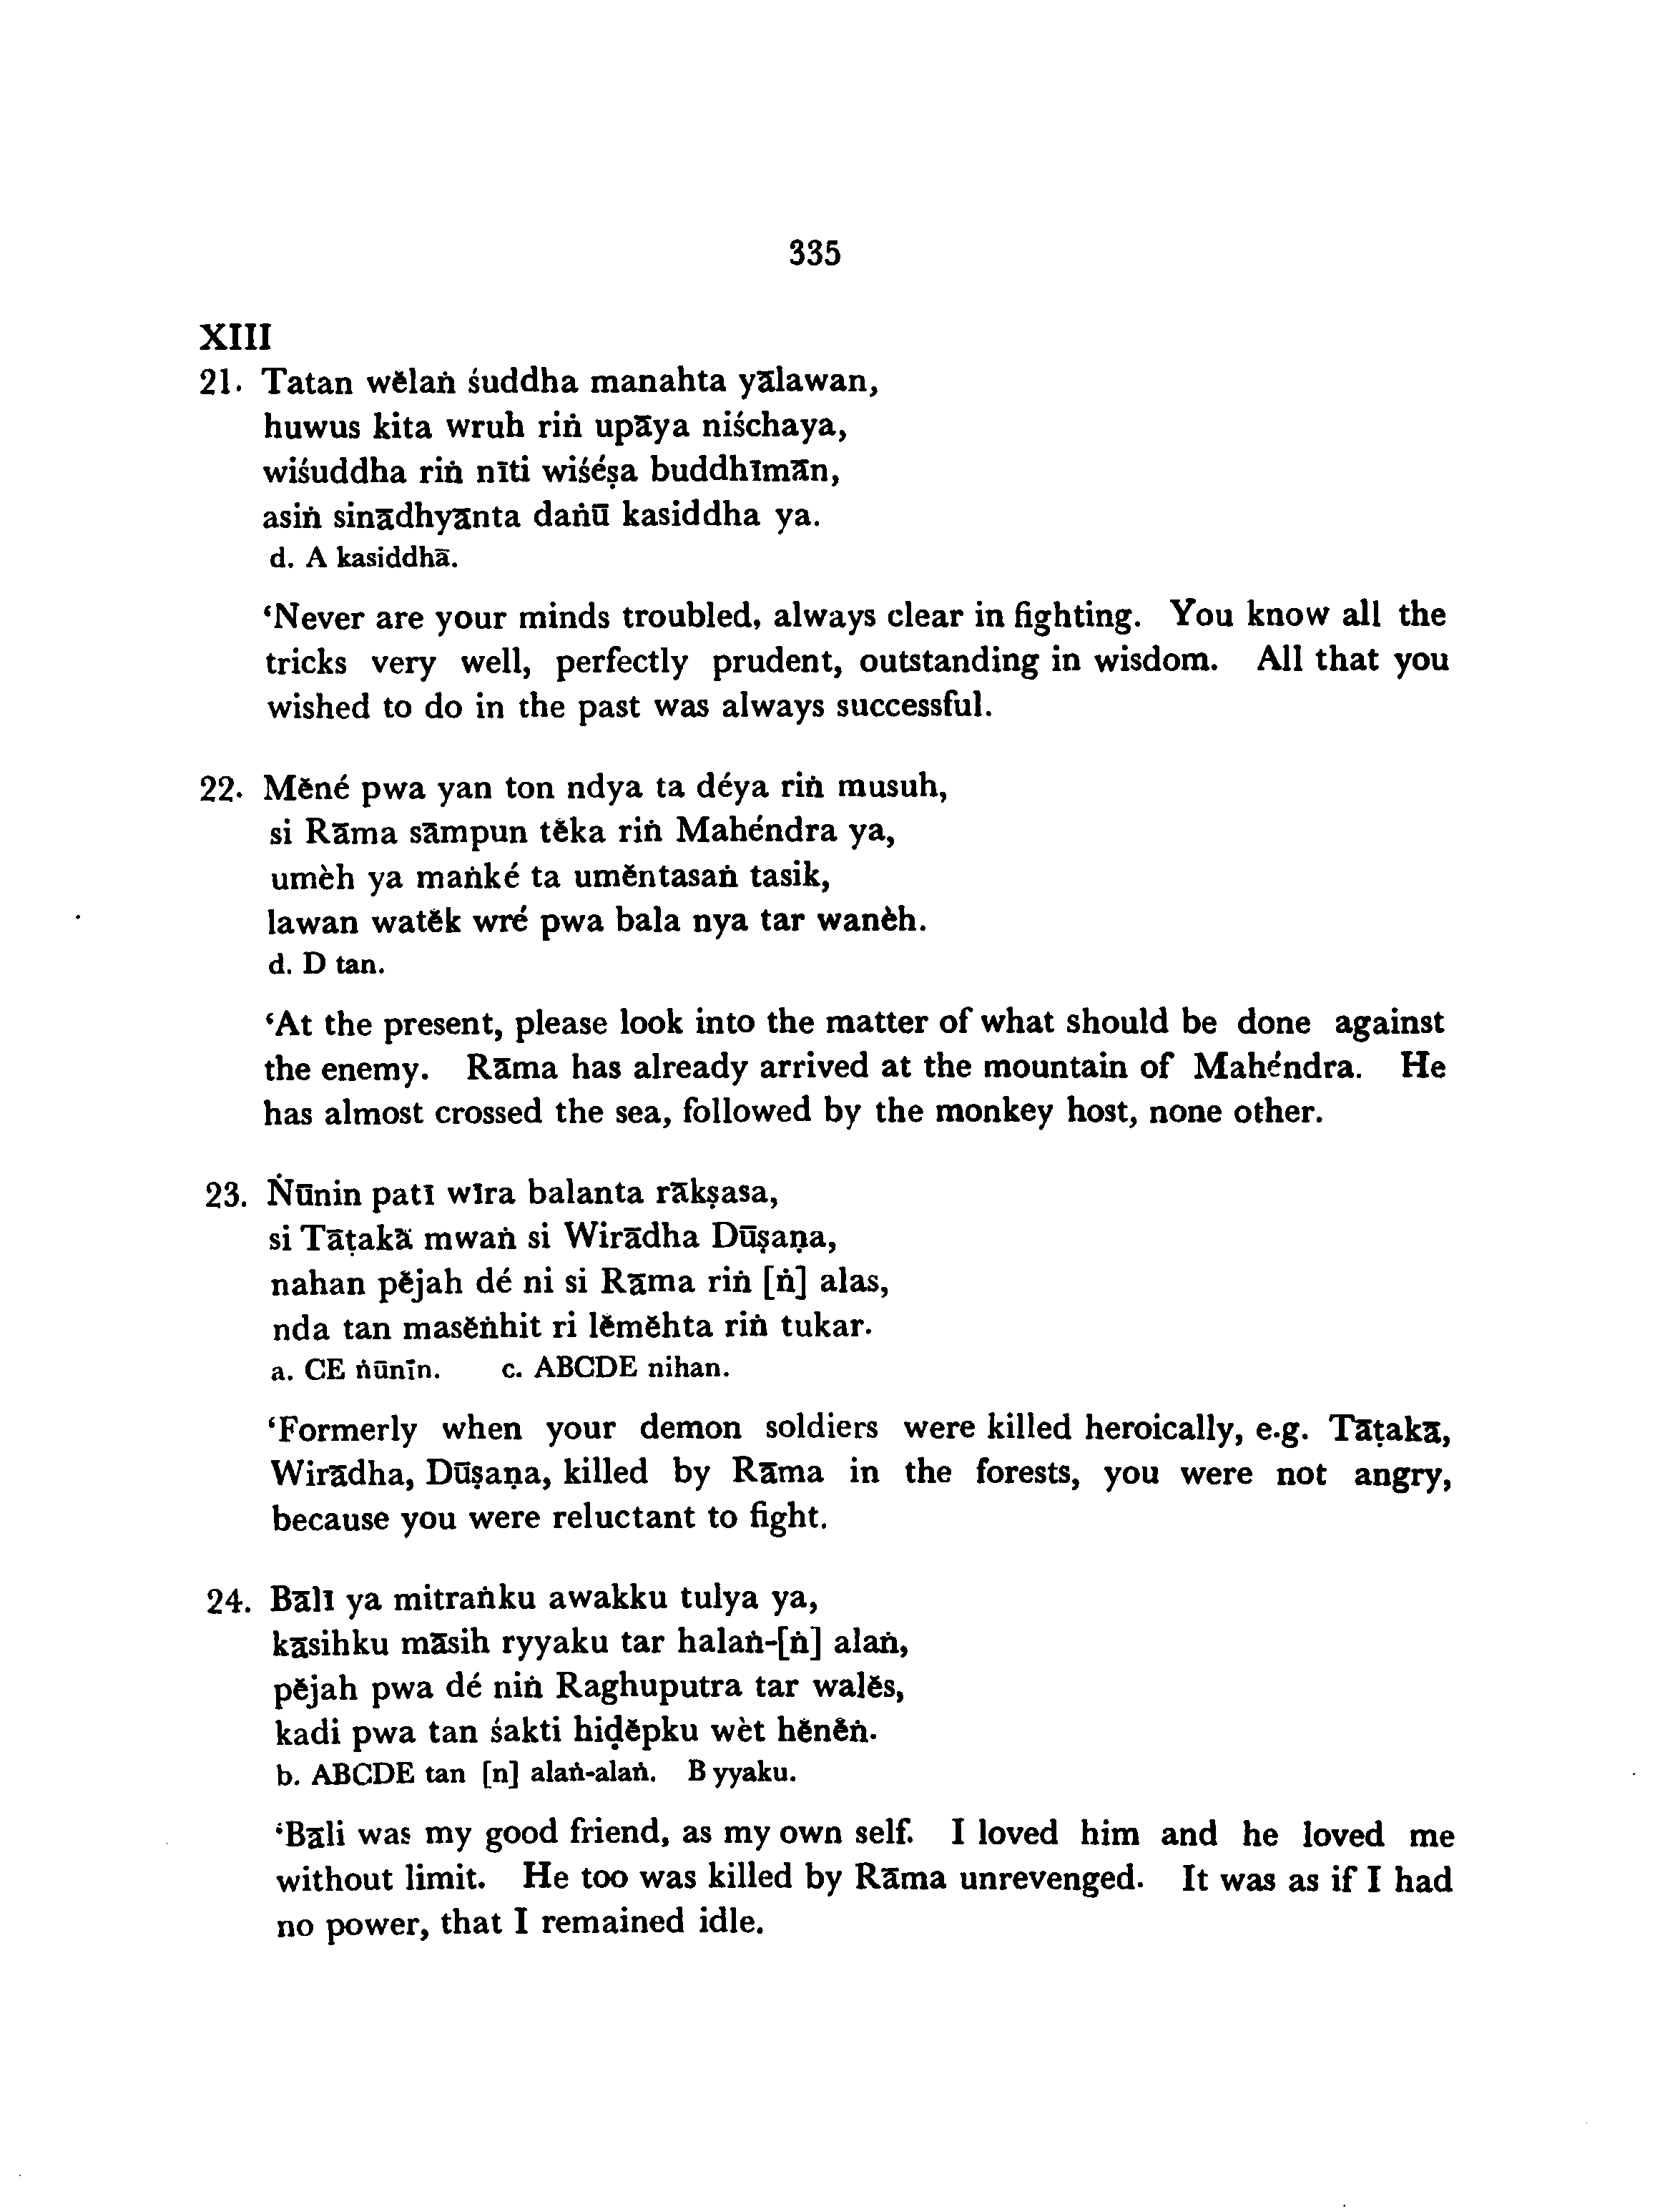 335
XIII
21. Tatan wĕlaṅ śuddha manahta yālawan,
huwus kita wruh riṅ upāya niśchaya,
wiśuddha riṅ nīti wiśéṣa buddhīmān,
asiṅ sinādhyānta daṅū kasiddha ya.
d. A kasiddhā.
‘Never are your minds troubled, always clear in fighting. You know all the
tricks very well, perfectly prudent, outstanding in wisdom. All that you
wished to do in the past was always successful.
22. Mĕné pwa yan ton ndya ta déya riṅ musuh,
si Rāma sāmpun tĕka riṅ Mahéndra ya,
umèh ya maṅké ta umĕntasaṅ tasik,
lawan watĕk wré pwa bala nya tar wanèh.
d. D tan.
‘At the present, please look into the matter of what should be done against
the enemy. Rāma has already arrived at the mountain of Mahéndra. He
has almost crossed the sea, followed by the monkey host, none other.
23. Ṅūnin patī wīra balanta rākṣasa,
si Tāṭakā mwaṅ si Wirādha Dūṣaṇa,
nahan pĕjah dé ni si Rāma riṅ [ṅ] alas,
nda tan masĕṅhit ri lĕmĕhta riṅ tukar.
a. CE ṅūnīn. c. ABCDE nihan.
‘Formerly when your demon soldiers were killed heroically, e.g. Tāṭakā,
Wirādha, Dūṣaṇa, killed by Rāma in the forests, you were not angry,
because you were reluctant to fight.
24. Bālī ya mitraṅku awakku tulya ya,
kāsihku māsih ryyaku tar halaṅ-[ṅ] alaṅ,
pĕjah pwa dé niṅ Raghuputra tar walĕs,
kadi pwa tan śakti hiḍĕpku wèt hĕnĕṅ.
b. ABCDE tan [n] alaṅ-alaṅ. B yyaku.
‘Bāli was my good friend, as my own self. I loved him and he loved me
without limit. He too was killed by Rāma unrevenged. It was as if I had
no power, that I remained idle.